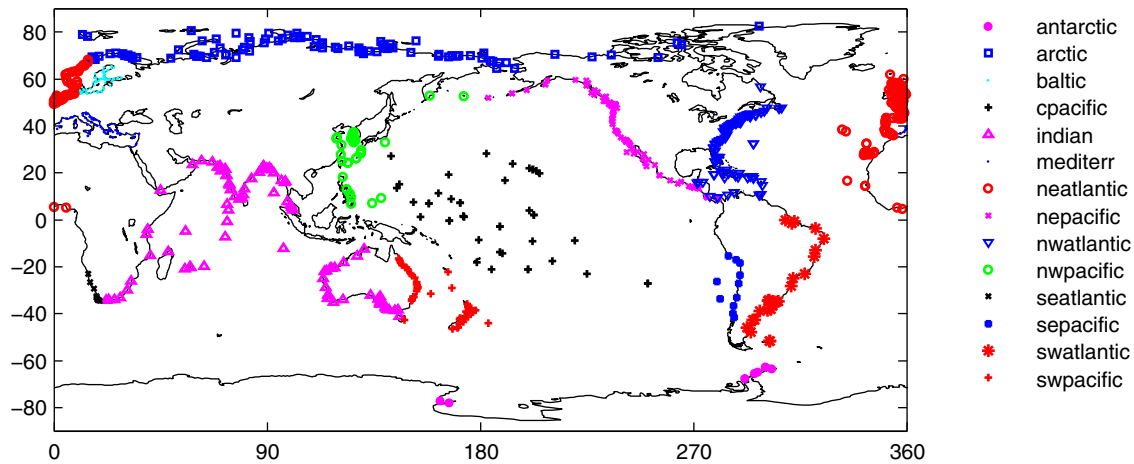 80
60
40
20
0
−20
−40
−60
−80
0
90
180
270
360
antarctic
arctic
baltic
cpacific
indian
mediterr
neatlantic
nepacific
nwatlantic
nwpacific
seatlantic
sepacific
swatlantic
swpacific